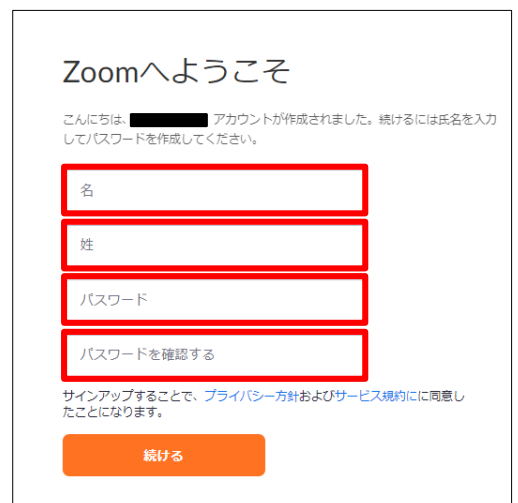 Zoomへようこそ
こんにちは、 アカウントが作成されました。続けるには氏名を入力
してパスワードを作成してください。
名
姓
パスワード
パスワードを確認する
サインアップすることで、プライバシー方針およびサービス規約にに同意し
たことになります。
続ける